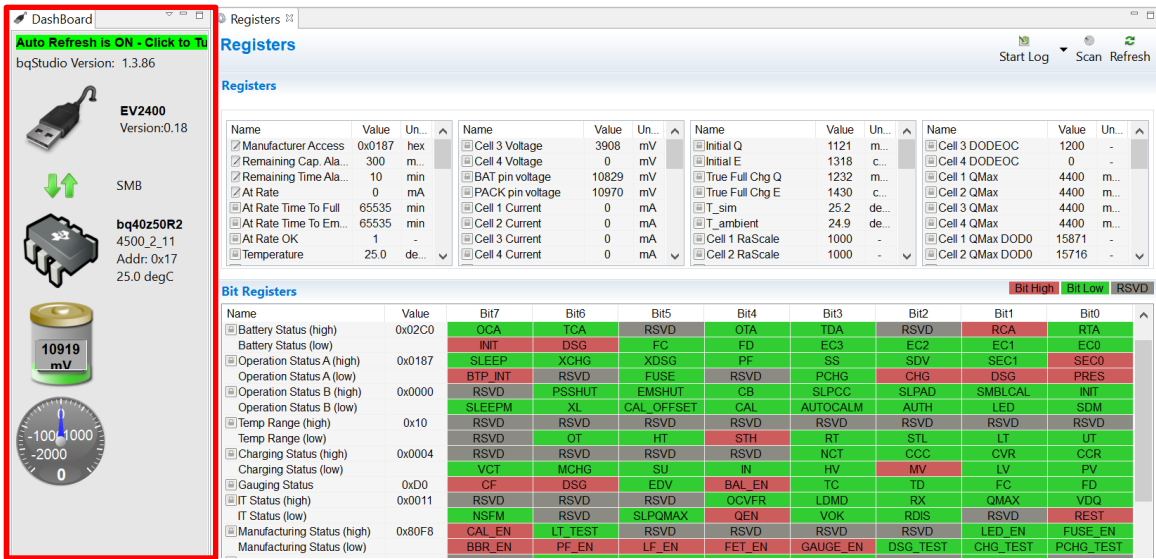 DashBoard
Auto Refresh is ON - Click to Tu
bqStudio Version: 1.3.86
EV2400
Version:0.18
SMB
bq40z50R2
4500_2_11
Addr: 0x17
25.0 degC
10919
mV
-100 1000
-2000
0
Registers
Registers
Start Log Scan Refresh
Registers
Name Value Un... Name Value Un... Name Value Un... Name Value Un...
Manufacturer Access 0x0187 hex Cell 3 Voltage 3908 mV Initial Q 1121 m... Cell 3 DODEOC 1200 -
Remaining Cap. Ala... 300 m... Cell 4 Voltage 0 mV Initial E 1318 c... Cell 4 DODEOC 0 -
Remaining Time Ala... 10 min BAT pin voltage 10829 mV True Full Chg Q 1232 m... Cell 1 QMax 4400 m...
At Rate 0 mA PACK pin voltage 10970 mV True Full Chg E 1430 c... Cell 2 QMax 4400 m...
At Rate Time To Full 65535 min Cell 1 Current 0 mA T_sim 25.2 de... Cell 3 QMax 4400 m...
At Rate Time To Em... 65535 min Cell 2 Current 0 mA T_ambient 24.9 de... Cell 4 QMax 4400 m...
At Rate OK 1 - Cell 3 Current 0 mA Cell 1 RaScale 1000 - Cell 1 QMax DOD0 15871 -
Temperature 25.0 de... Cell 4 Current 0 mA Cell 2 RaScale 1000 - Cell 2 QMax DOD0 15716 -
Bit Registers Bit High Bit Low RSVD
Name Value Bit7 Bit6 Bit5 Bit4 Bit3 Bit2 Bit1 Bit0
Battery Status (high) 0x02C0 OCA TCA RSVD OTA TDA RSVD RCA RTA
Battery Status (low) INIT DSG FC FD EC3 EC2 EC1 EC0
Operation Status A (high) 0x0187 SLEEP XCHG XDSG PF SS SDV SEC1 SEC0
Operation Status A (low) BTP_INT RSVD FUSE RSVD PCHG CHG DSG PRES
Operation Status B (high) 0x0000 RSVD PSSHUT EMSHUT CB SLPCC SLPAD SMBLCAL INIT
Operation Status B (low) SLEEPM XL CAL_OFFSET CAL AUTOCALM AUTH LED SDM
Temp Range (high) 0x10 RSVD RSVD RSVD RSVD RSVD RSVD RSVD RSVD
Temp Range (low) RSVD OT HT STH RT STL LT UT
Charging Status (high) 0x0004 RSVD RSVD RSVD RSVD NCT CCC CVR CCR
Charging Status (low) VCT MCHG SU IN HV MV LV PV
Gauging Status 0xD0 CF DSG EDV BAL_EN TC TD FC FD
IT Status (high) 0x0011 RSVD RSVD RSVD OCVFR LDMD RX QMAX VDQ
IT Status (low) NSFM RSVD SLPQMAX QEN VOK RDIS RSVD REST
Manufacturing Status (high) 0x80F8 CAL_EN LT_TEST RSVD RSVD RSVD RSVD LED_EN FUSE_EN
Manufacturing Status (low) BBR_EN PF_EN LF_EN FET_EN GAUGE_EN DSG_TEST CHG_TEST PCHG_TEST